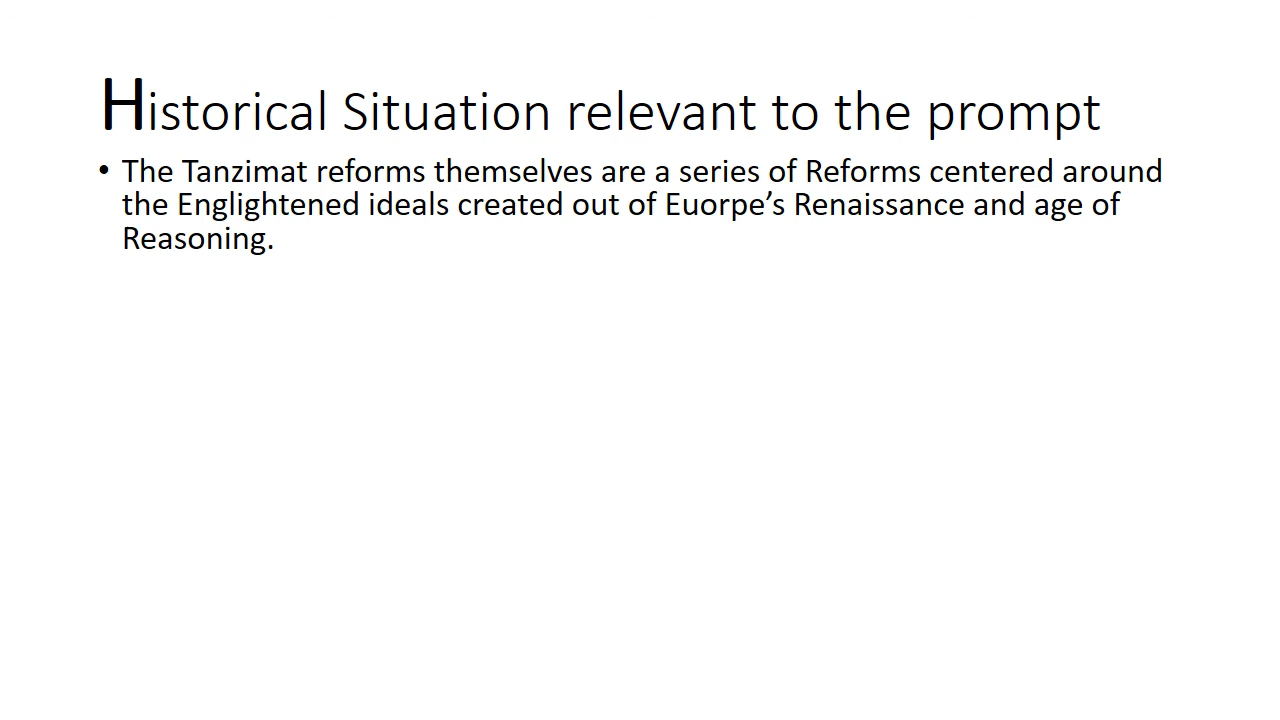 Historical Situation relevant to the prompt
• The Tanzimat reforms themselves are a series of Reforms centered around
the Englightened ideals created out of Euorpe’s Renaissance and age of
Reasoning.